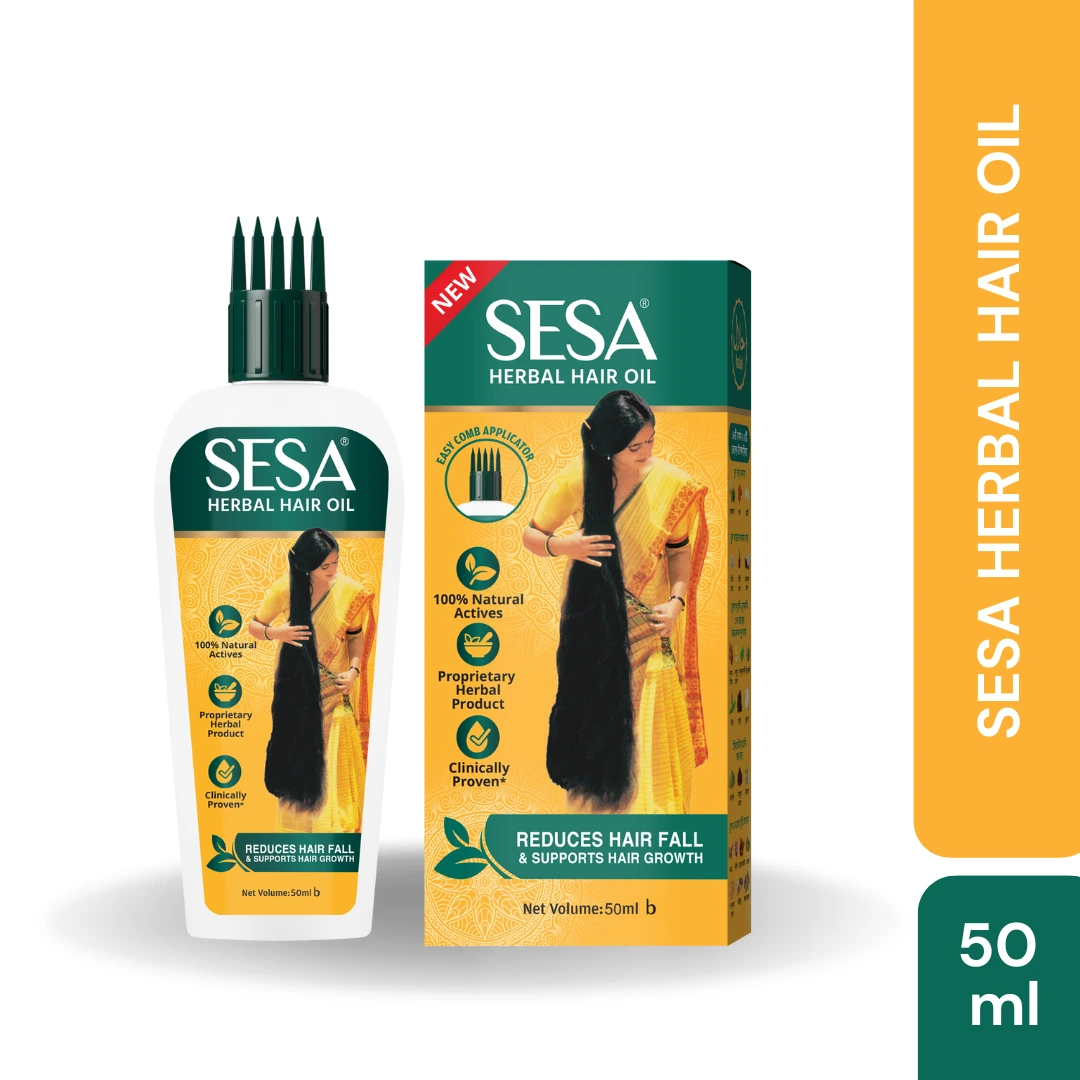 SESA®
HERBAL HAIR OIL
100% Natural
Actives
Proprietary
Herbal
Product
Clinically
Proven*
REDUCES HAIR FALL
& SUPPORTS HAIR GROWTH
Net Volume:50ml b
NEW
SESA®
HERBAL HAIR OIL
EASY COMB APPLICATOR
100% Natural
Actives
Proprietary
Herbal
Product
Clinically
Proven*
REDUCES HAIR FALL
& SUPPORTS HAIR GROWTH
Net Volume:50ml b
SESA HERBAL HAIR OIL
50
ml